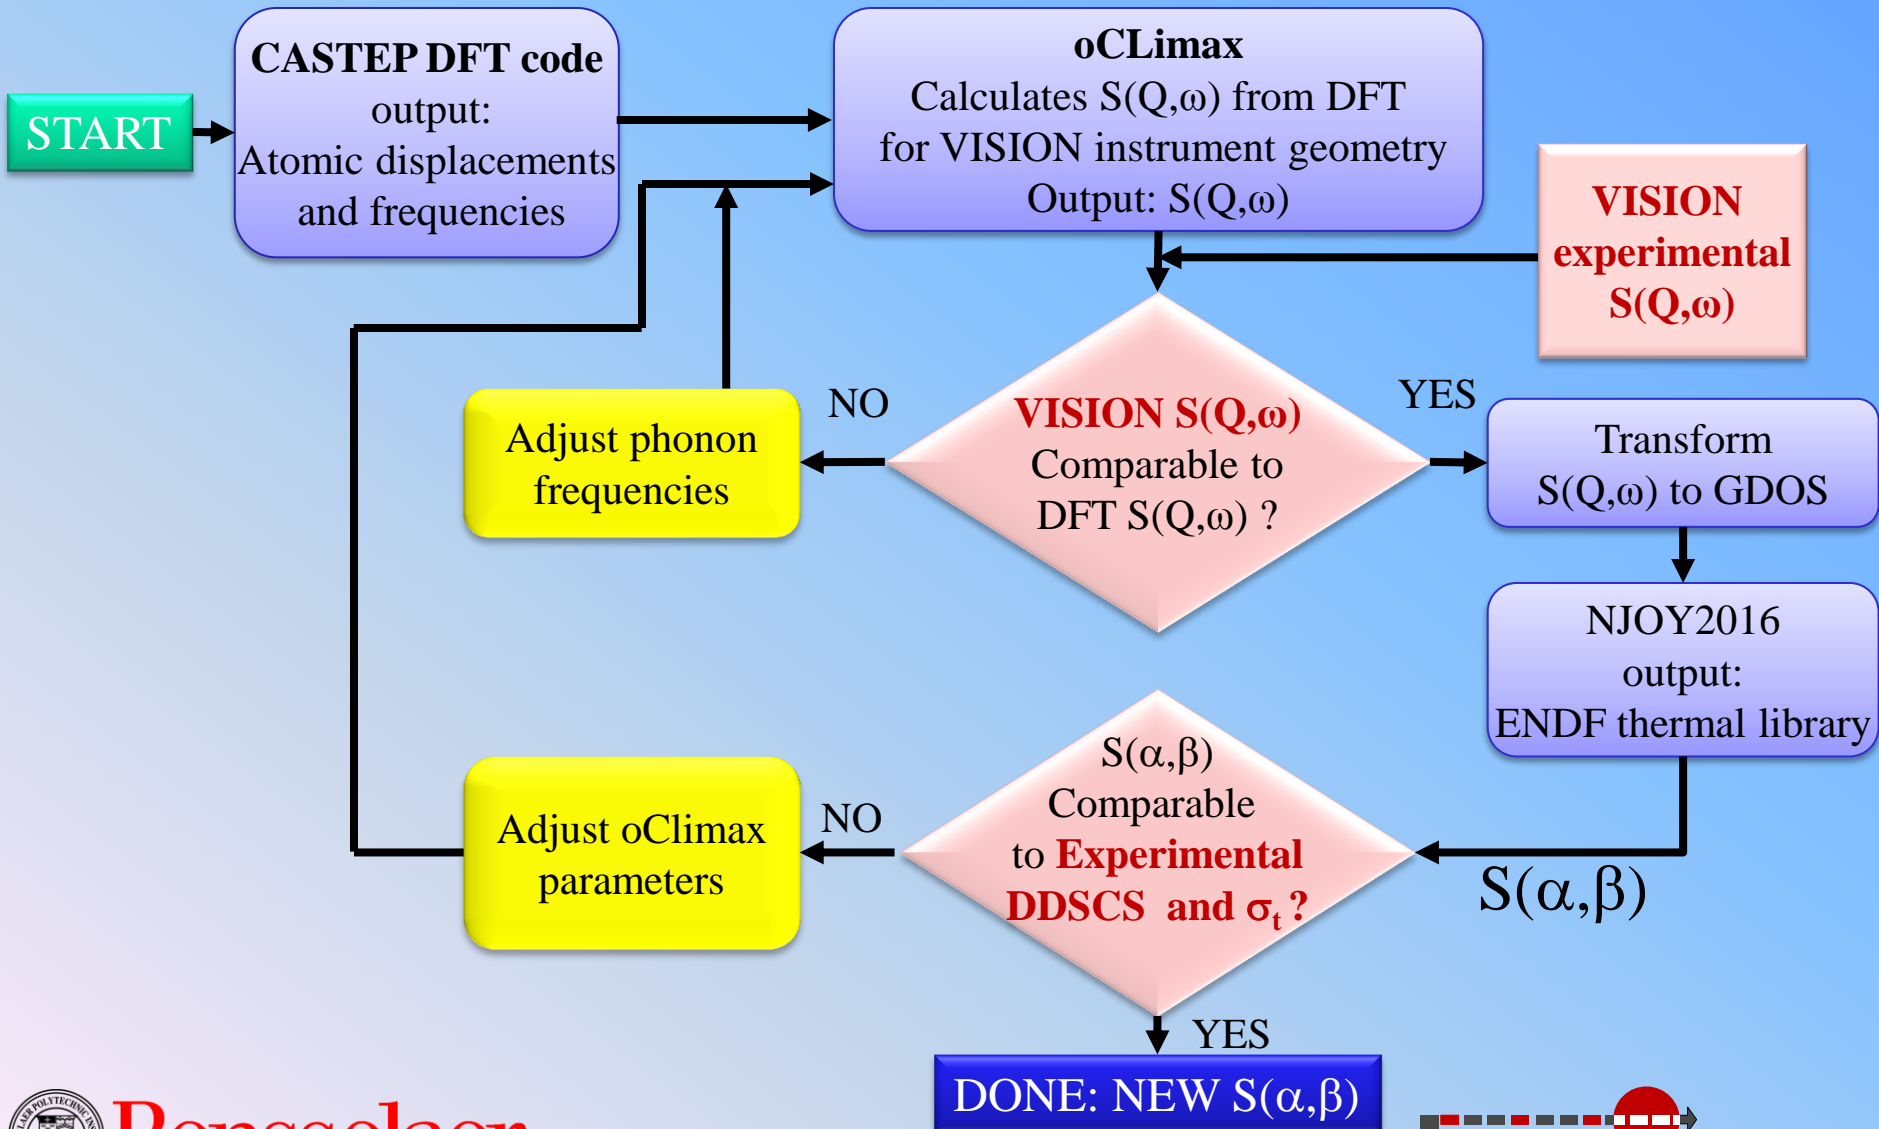 START
CASTEP DFT code
output:
Atomic displacements
and frequencies
oCLimax
Calculates S(Q,ω) from DFT
for VISION instrument geometry
Output: S(Q,ω)
VISION
experimental
S(Q,ω)
NO
YES
Adjust phonon
frequencies
VISION S(Q,ω)
Comparable to
DFT S(Q,ω) ?
Transform
S(Q,ω) to GDOS
NJOY2016
output:
ENDF thermal library
S(α,β)
Comparable
to Experimental
DDSCS and σt ?
NO
Adjust oClimax
parameters
S(α,β)
YES
DONE: NEW S(α,β)
Rensselaer